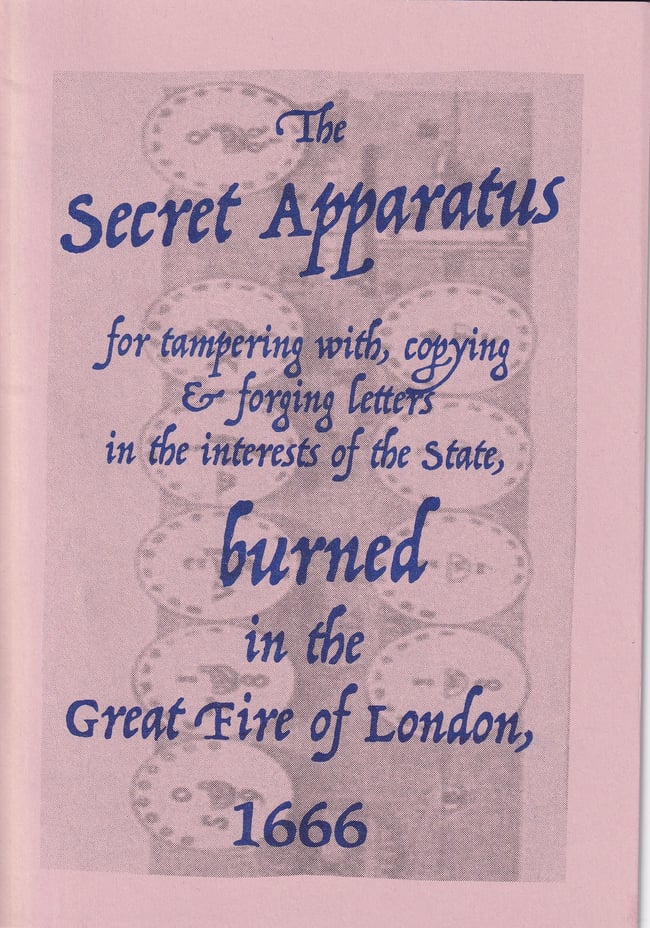 The
Secret Apparatus
for tampering with, copying
& forging letters
in the interests of the State,
burned
in the
Great Fire of London,
1666